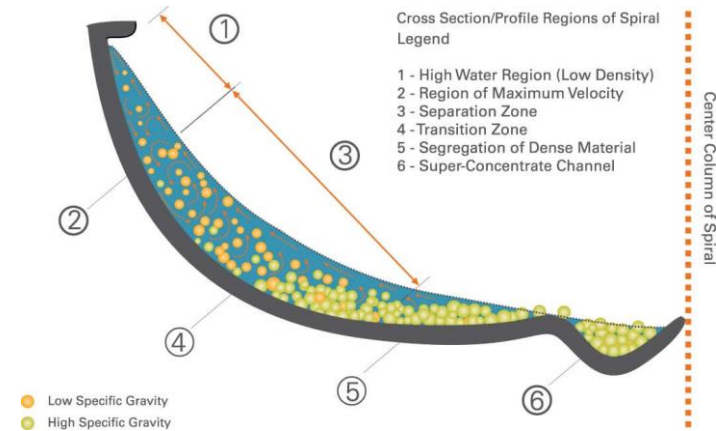 Cross Section/Profile Regions of Spiral
Legend
1 - High Water Region (Low Density)
2 - Region of Maximum Velocity
3 - Separation Zone
4 - Transition Zone
5 - Segregation of Dense Material
6 - Super-Concentrate Channel
①
③
②
④
⑤
⑥
Center Column of Spiral
Low Specific Gravity
High Specific Gravity